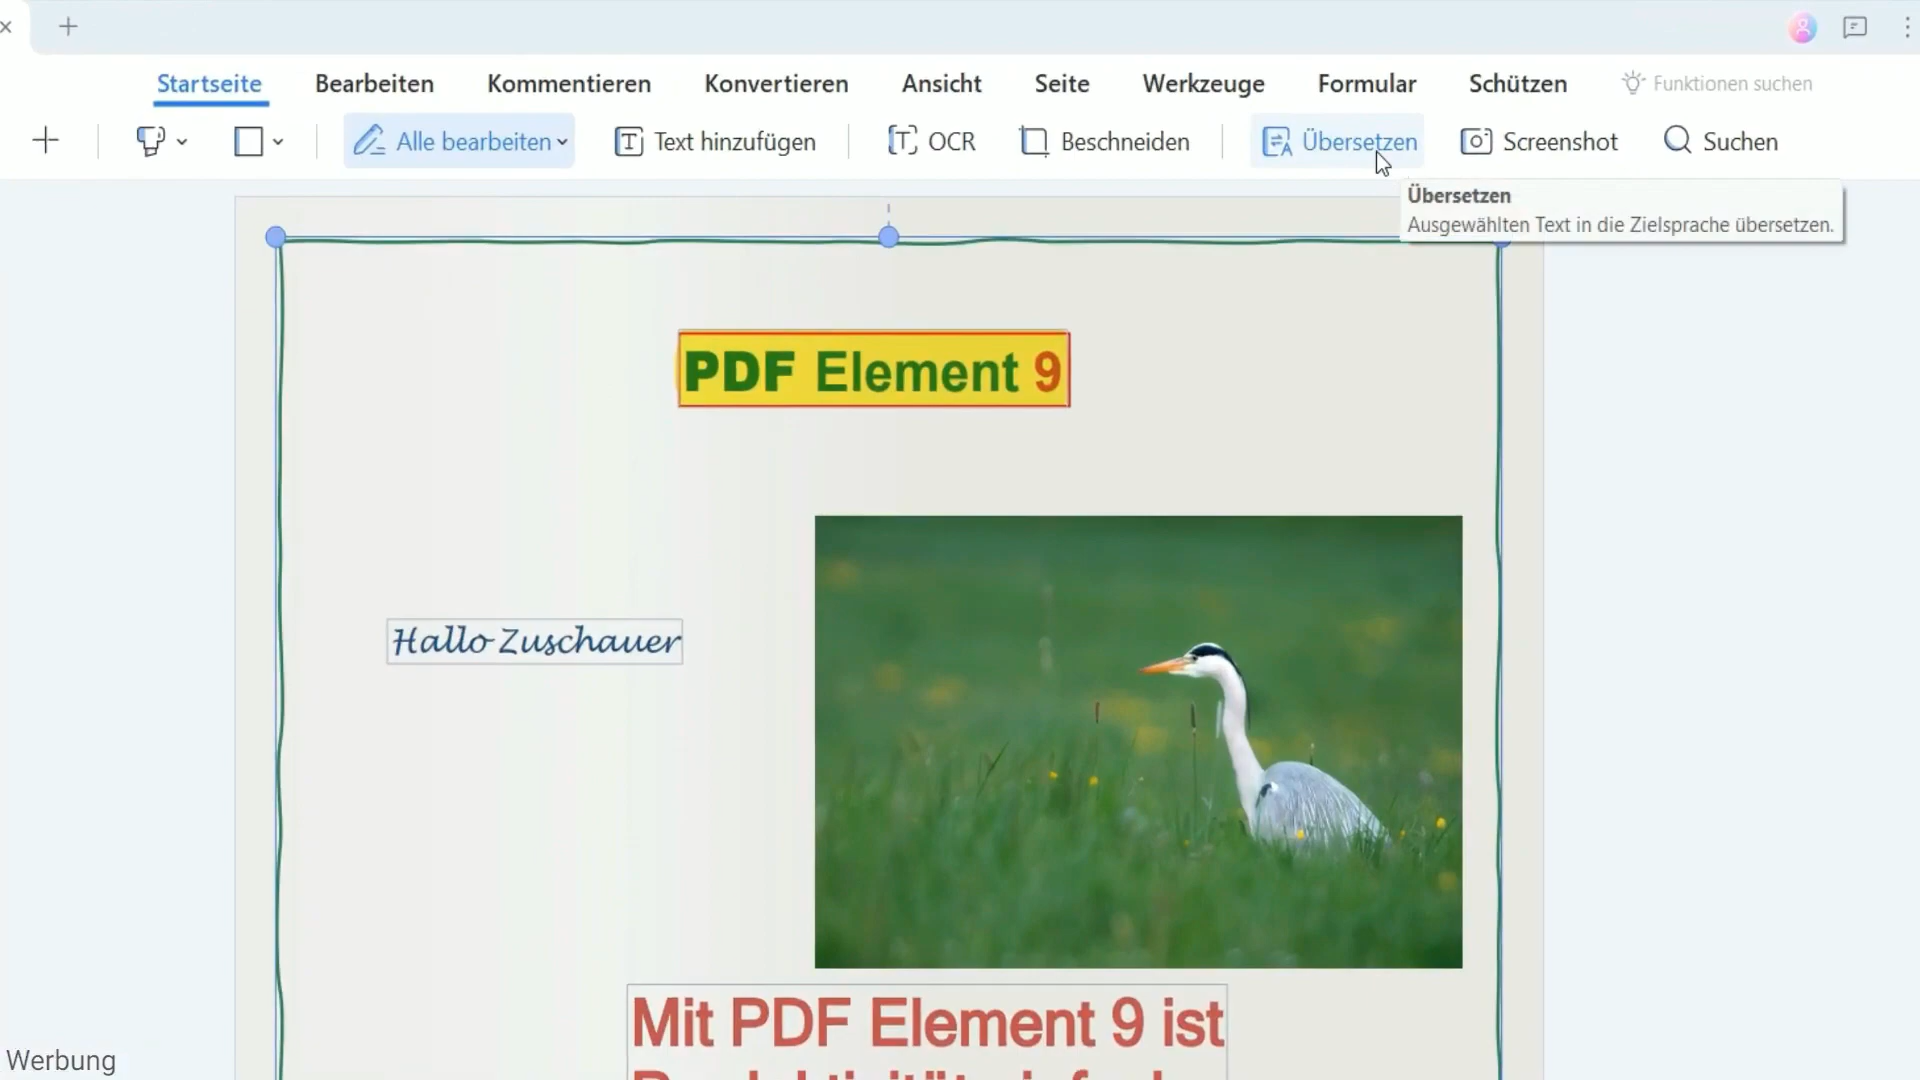 Startseite Bearbeiten Kommentieren Konvertieren Ansicht Seite Werkzeuge Formular Schützen Funktionen suchen
Alle bearbeiten Text hinzufügen OCR Beschneiden Übersetzen Screenshot Suchen
Übersetzen
Ausgewählten Text in die Zielsprache übersetzen.
PDF Element 9
Hallo Zuschauer
Mit PDF Element 9 ist
Werbung